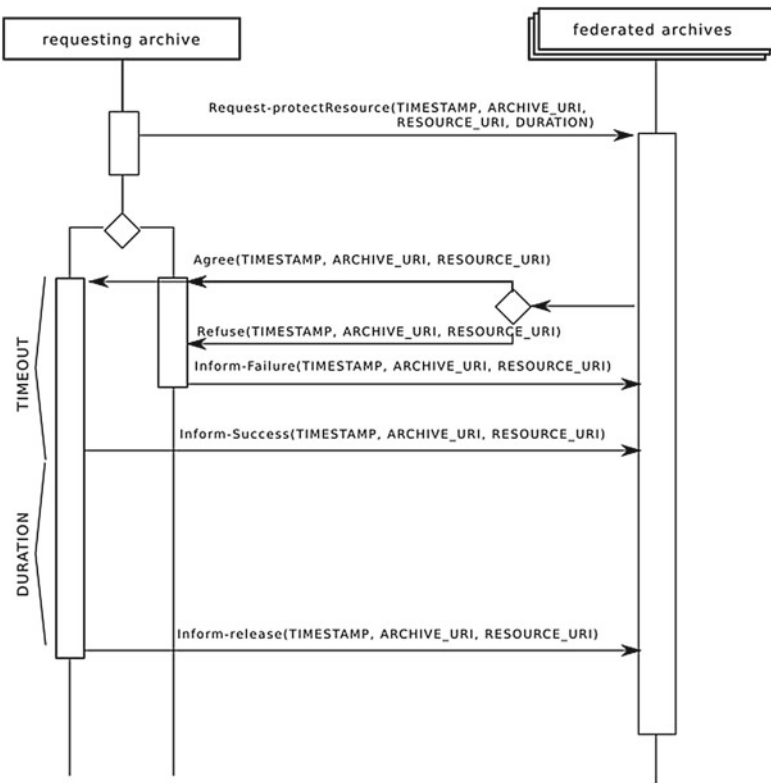 requesting archive
federated archives
Request-protectResource(TIMESTAMP, ARCHIVE_URI,
RESOURCE_URI, DURATION)
Agree(TIMESTAMP, ARCHIVE_URI, RESOURCE_URI)
Refuse(TIMESTAMP, ARCHIVE_URI, RESOURCE_URI)
Inform-Failure(TIMESTAMP, ARCHIVE_URI, RESOURCE_URI)
TIMEOUT
Inform-Success(TIMESTAMP, ARCHIVE_URI, RESOURCE_URI)
DURATION
Inform-release(TIMESTAMP, ARCHIVE_URI, RESOURCE_URI)